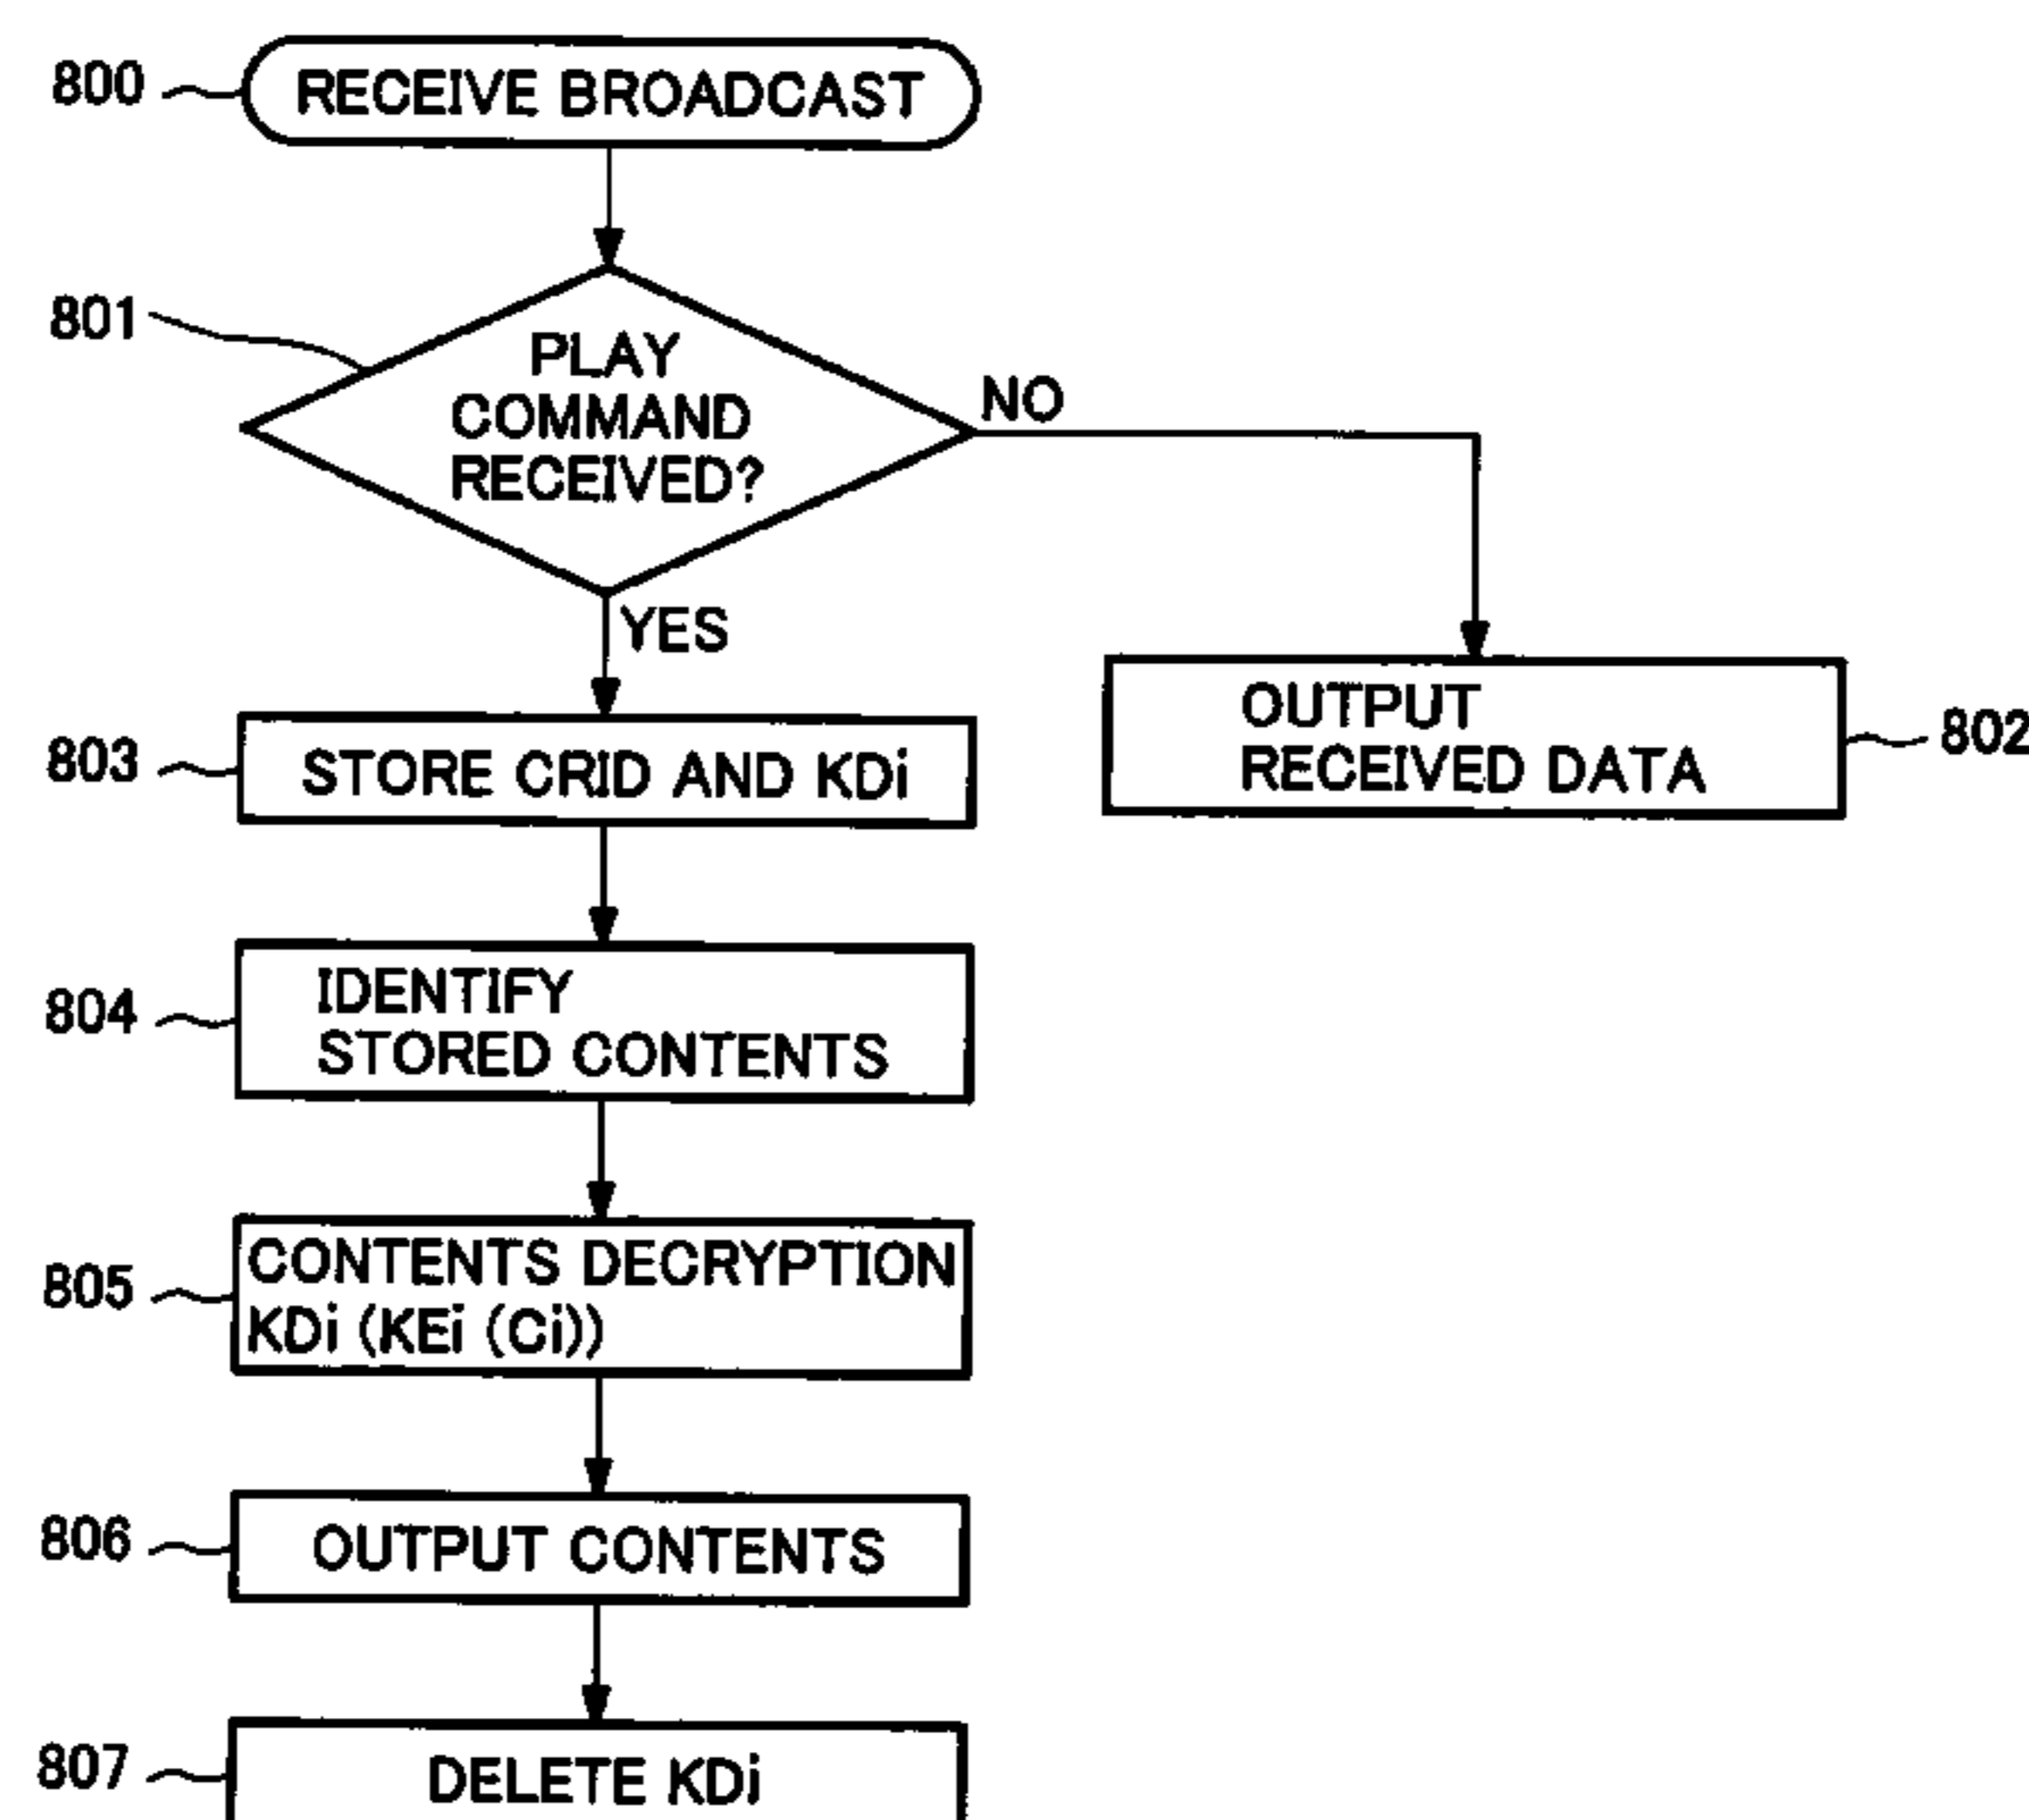 800
RECEIVE BROADCAST
801
PLAY
COMMAND
RECEIVED?
NO
YES
OUTPUT
RECEIVED DATA
802
803
STORE CRID AND KDi
804
IDENTIFY
STORED CONTENTS
805
CONTENTS DECRYPTION
KDi (KEi (Ci))
806
OUTPUT CONTENTS
807
DELETE KDi